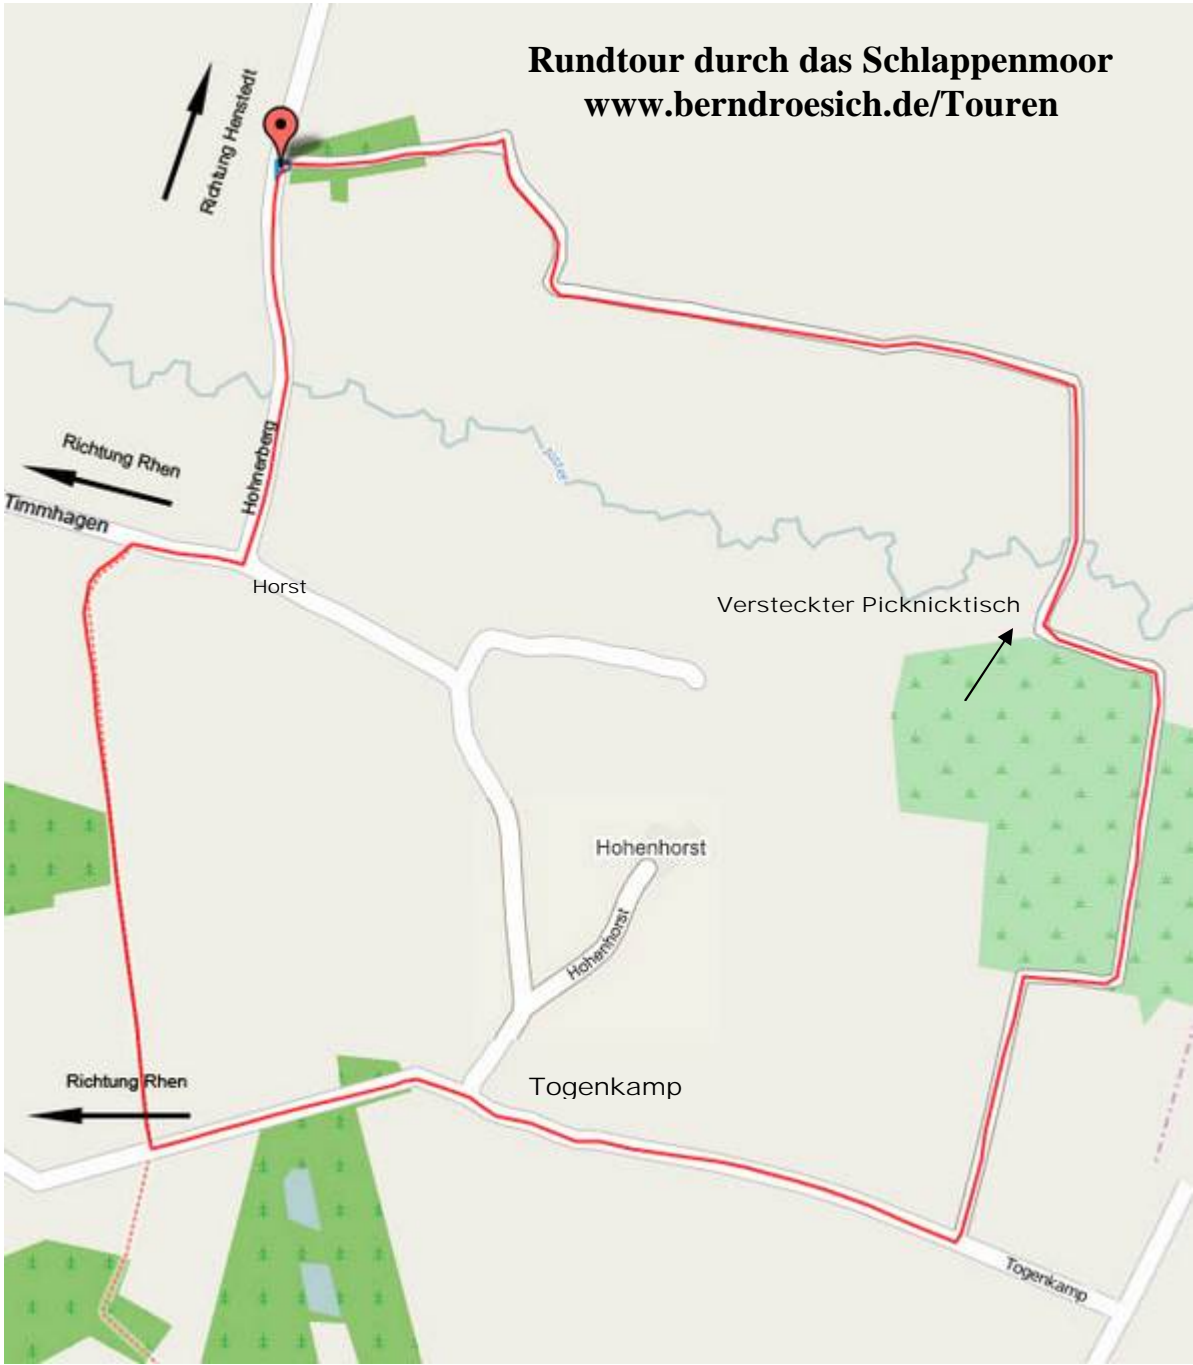 Rundtour durch das Schlappenmoor
www.berndroesich.de/Touren
Richtung Henstedt
Richtung Rhen
Hohnerberg
Timmhagen
Horst
Versteckter Picknicktisch
Hohenhorst
Hohenhorst
Richtung Rhen
Togenkamp
Togenkamp